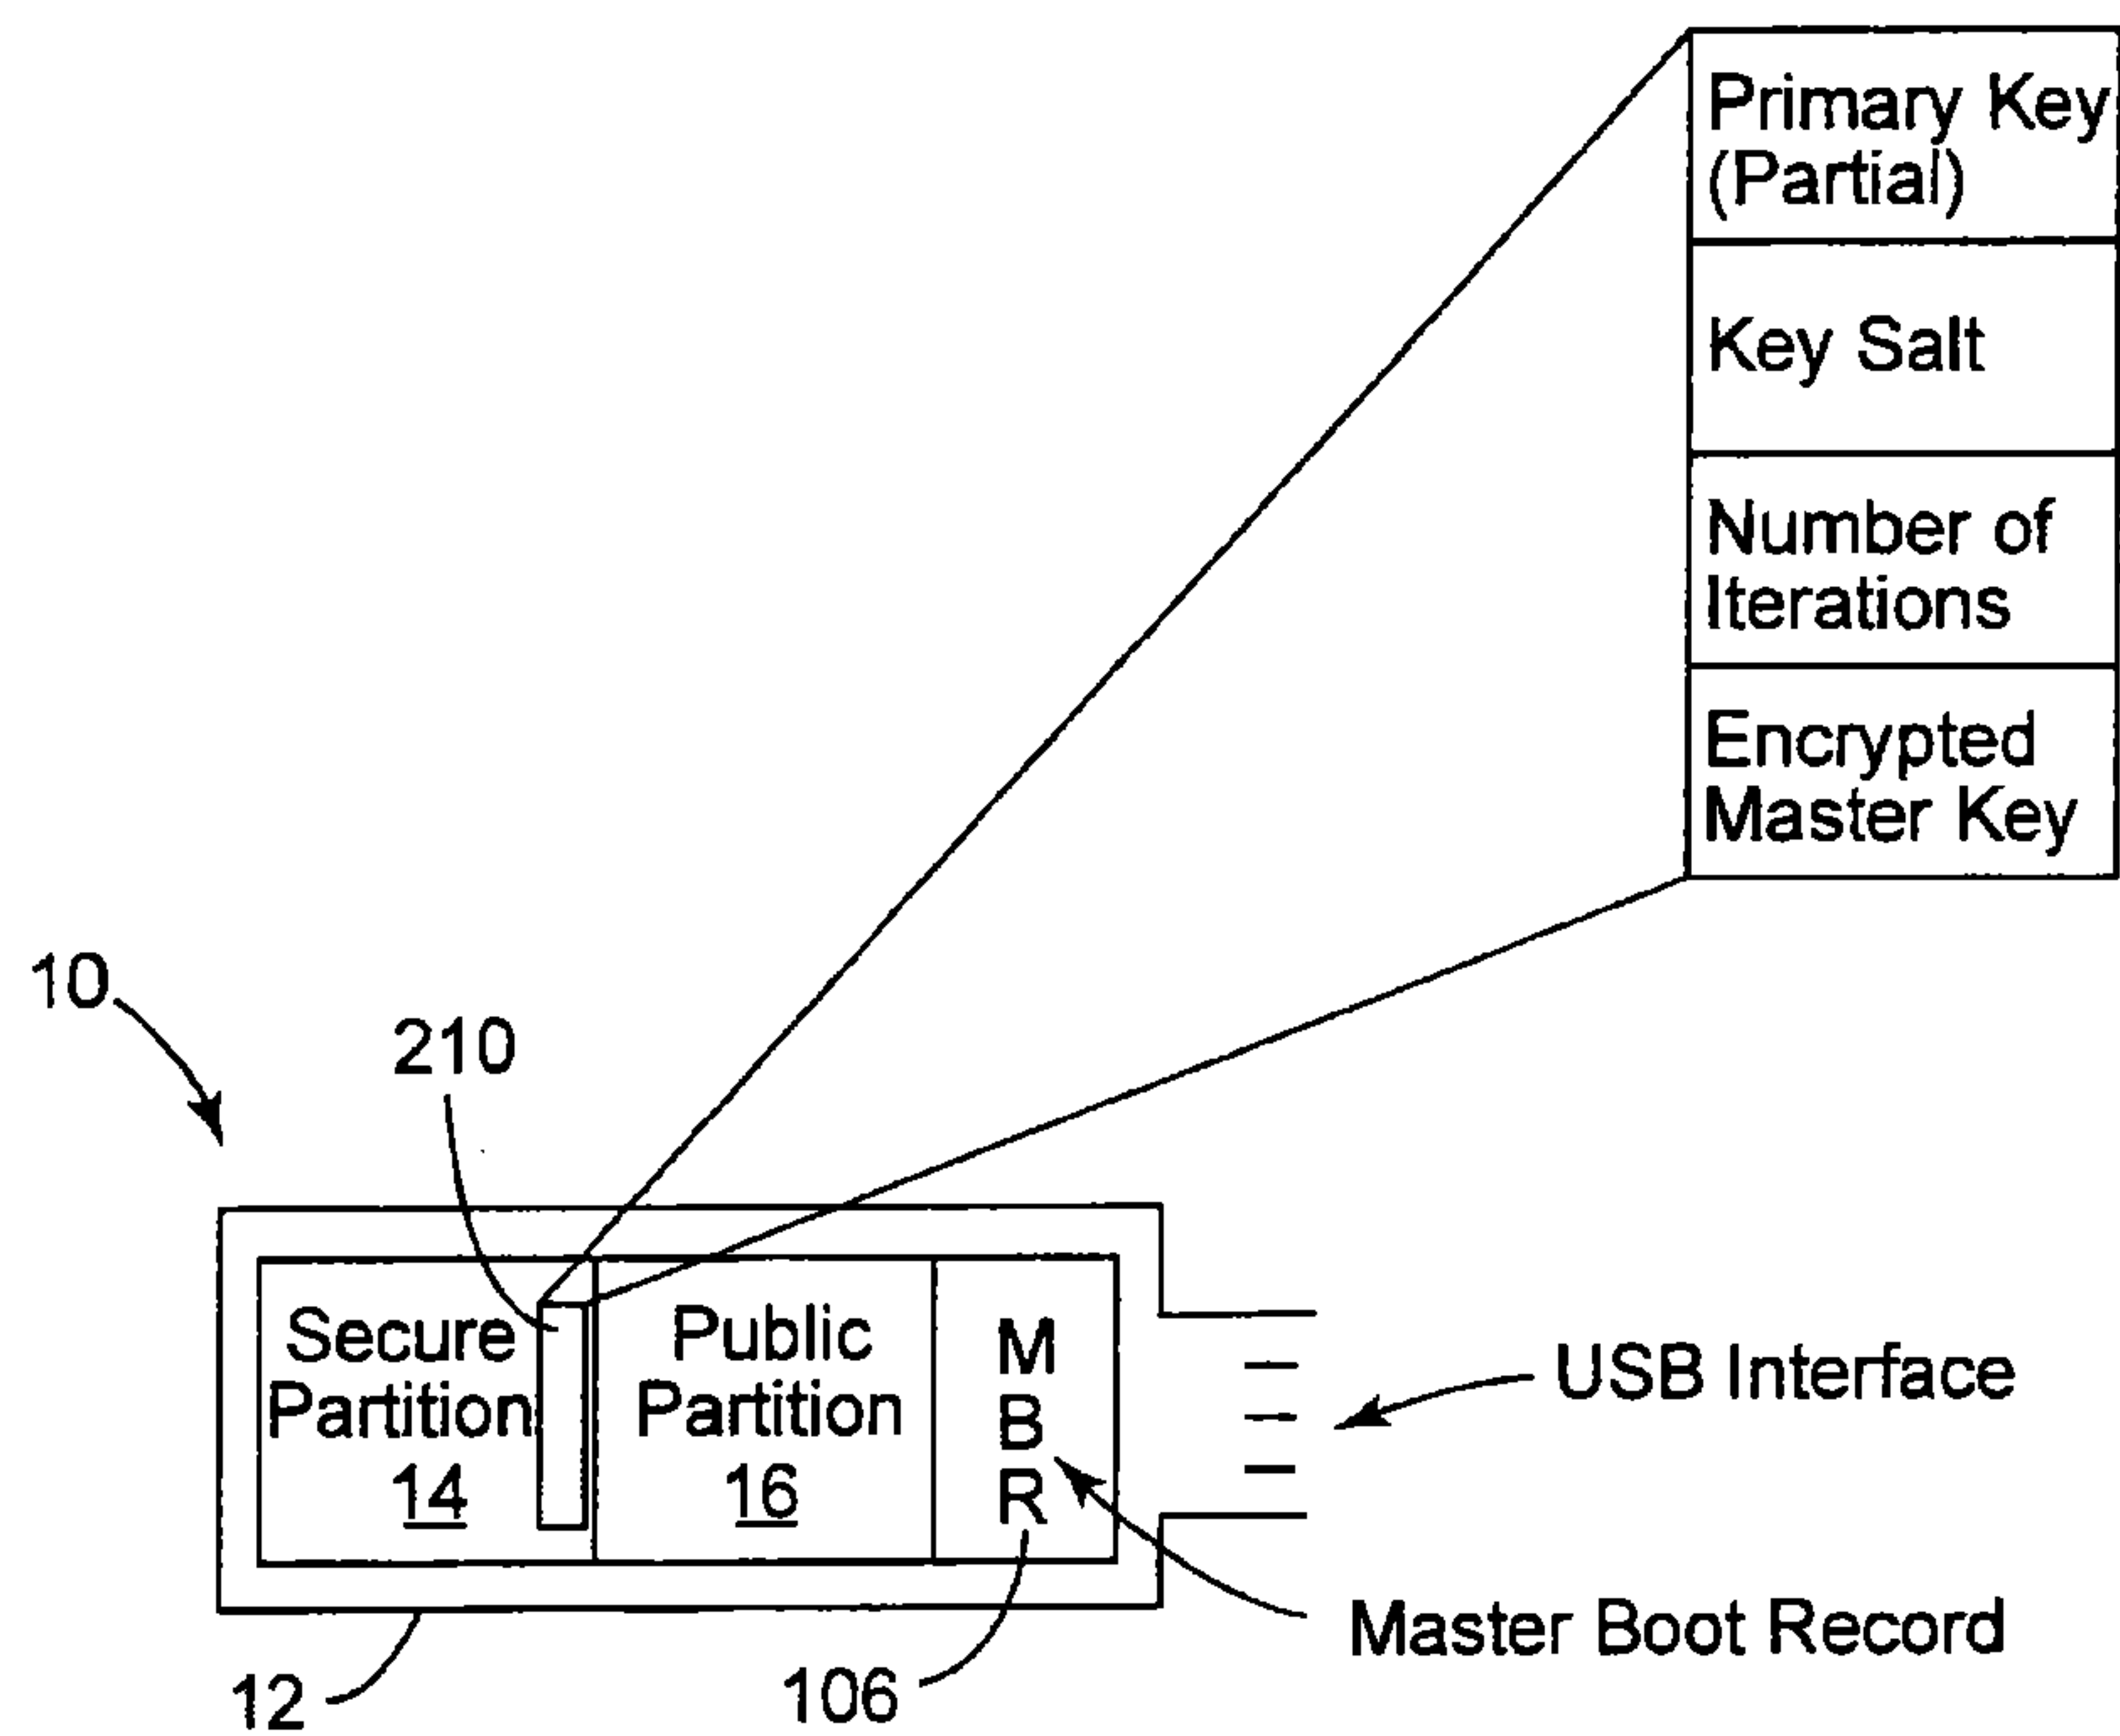 Primary Key
(Partial)
Key Salt
Number of
Iterations
Encrypted
Master Key
10
210
Secure
Partition
14
Public
Partition
16
M
B
R
USB Interface
Master Boot Record
12
106